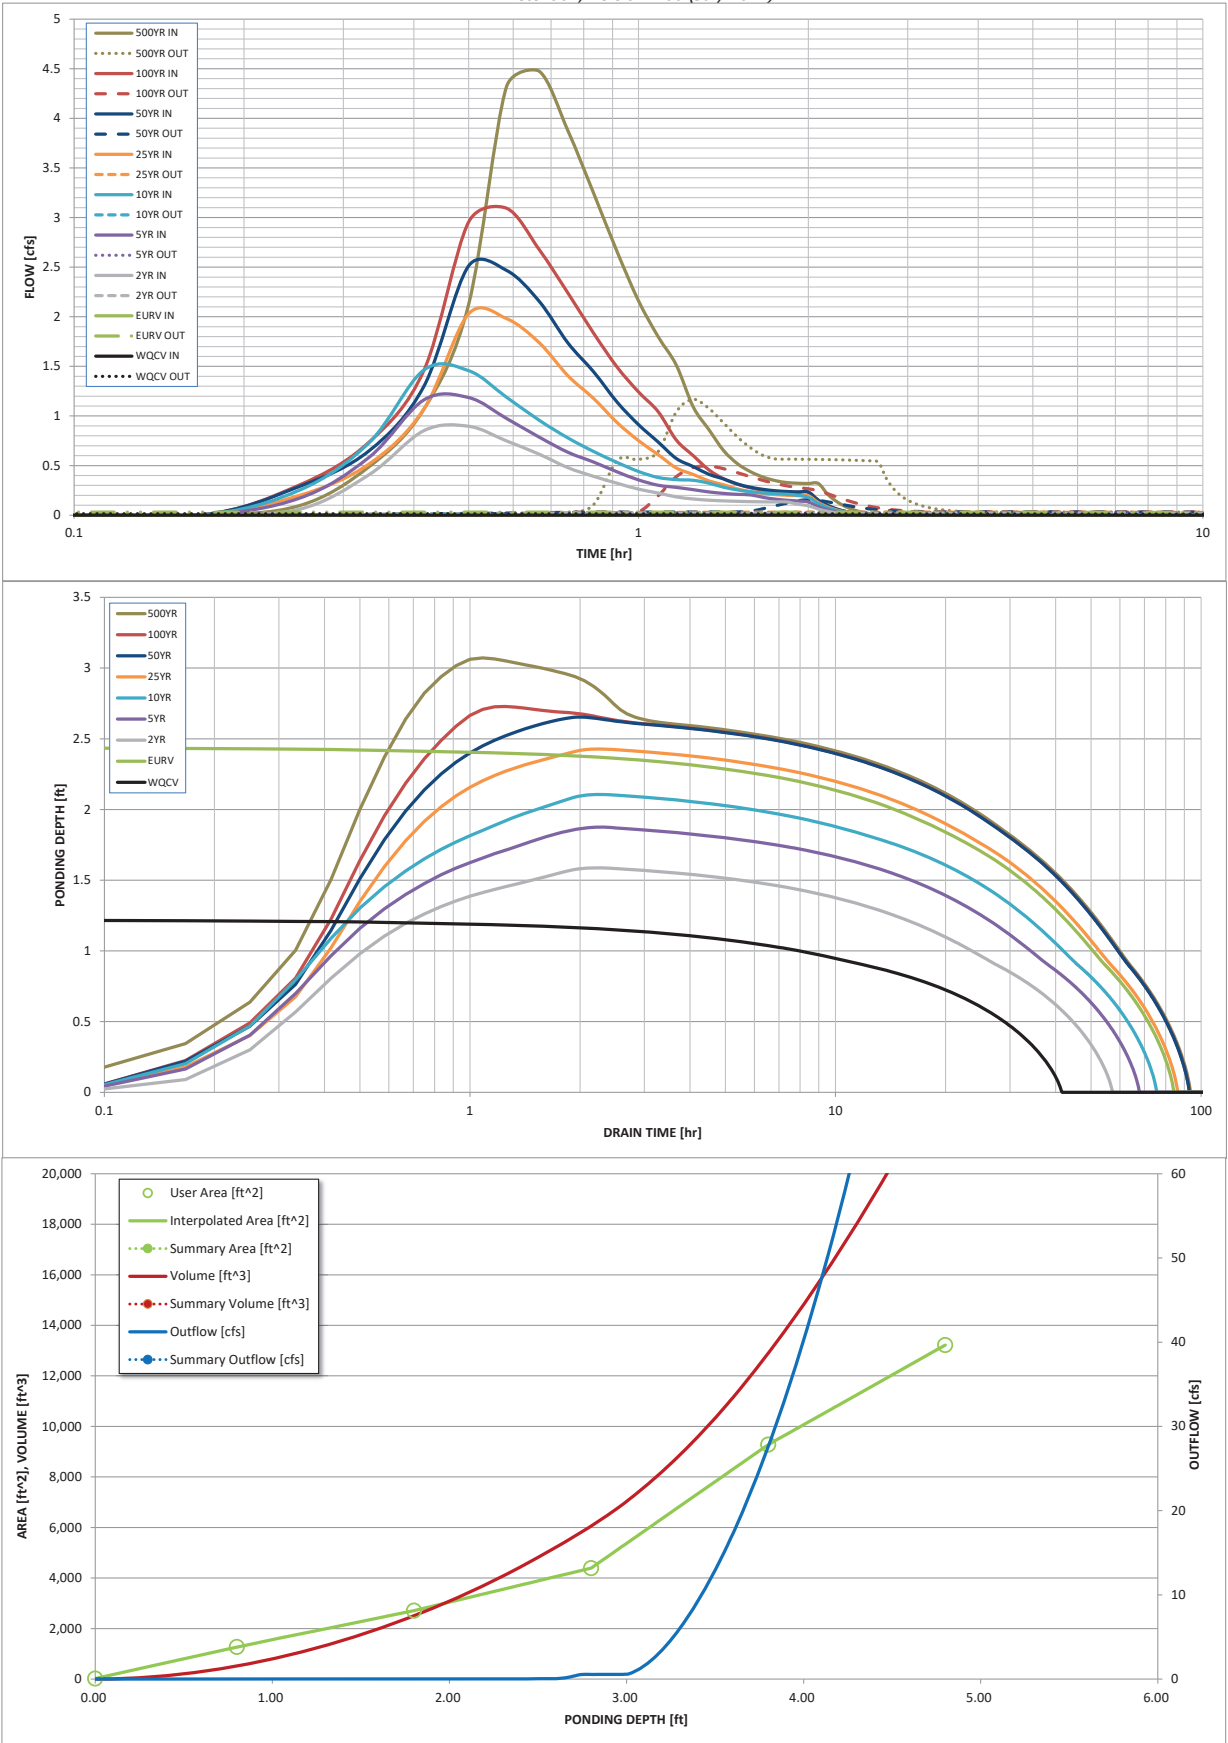 5
4.5
4
3.5
3
2.5
2
1.5
1
0.5
0
FLOW [cfs]
500YR IN
500YR OUT
100YR IN
100YR OUT
50YR IN
50YR OUT
25YR IN
25YR OUT
10YR IN
10YR OUT
5YR IN
5YR OUT
2YR IN
2YR OUT
EURV IN
EURV OUT
WQCV IN
WQCV OUT
0.1 1 10
TIME [hr]
3.5
3
2.5
2
1.5
1
0.5
0
PONDING DEPTH [ft]
500YR
100YR
50YR
25YR
10YR
5YR
2YR
EURV
WQCV
0.1 1 10 100
DRAIN TIME [hr]
20,000
18,000
16,000
14,000
12,000
10,000
8,000
6,000
4,000
2,000
0
AREA [ft^2], VOLUME [ft^3]
User Area [ft^2]
Interpolated Area [ft^2]
Summary Area [ft^2]
Volume [ft^3]
Summary Volume [ft^3]
Outflow [cfs]
Summary Outflow [cfs]
60
50
40
30
20
10
0
OUTFLOW [cfs]
0.00 1.00 2.00 3.00 4.00 5.00 6.00
PONDING DEPTH [ft]